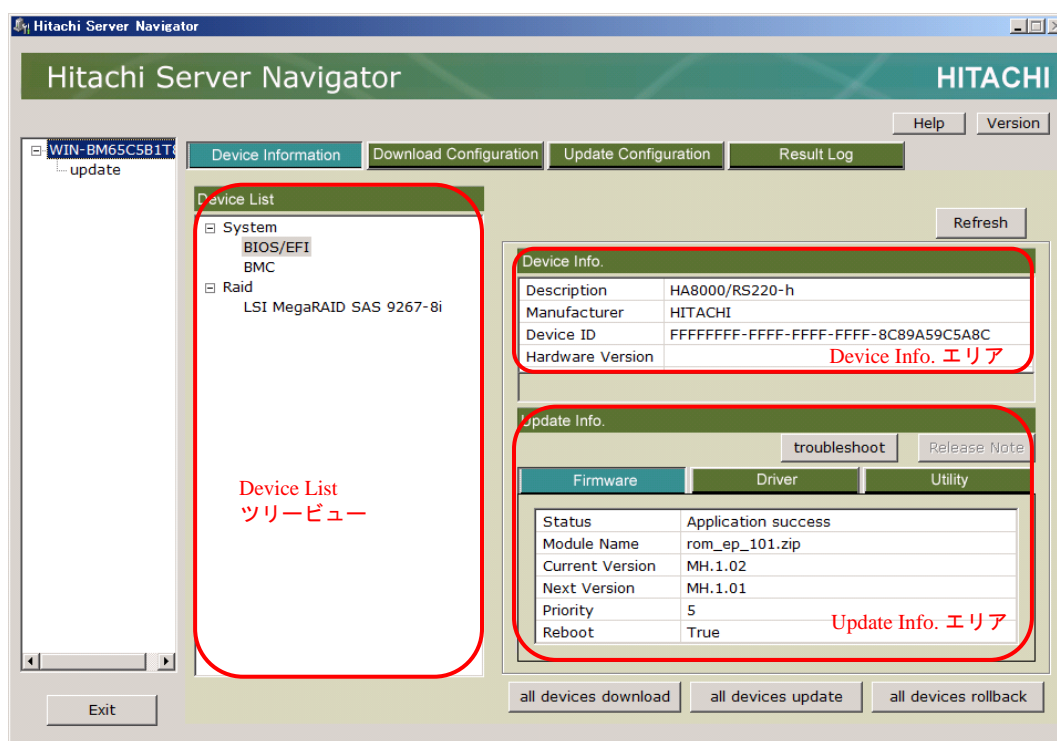 Hitachi Server Navigator
Hitachi Server Navigator
HITACHI
Help
Version
WIN-BM65C5B1T8
update
Device Information
Download Configuration
Update Configuration
Result Log
Device List
System
BIOS/EFI
BMC
Raid
LSI MegaRAID SAS 9267-8i
Device List
ツリービュー
Refresh
Device Info.
Description HA8000/RS220-h
Manufacturer HITACHI
Device ID FFFFFFFF-FFFF-FFFF-FFFF-8C89A59C5A8C
Hardware Version
Device Info. エリア
Update Info.
troubleshoot
Release Note
Firmware
Driver
Utility
Status Application success
Module Name rom_ep_101.zip
Current Version MH.1.02
Next Version MH.1.01
Priority 5
Reboot True
Update Info. エリア
all devices download
all devices update
all devices rollback
Exit